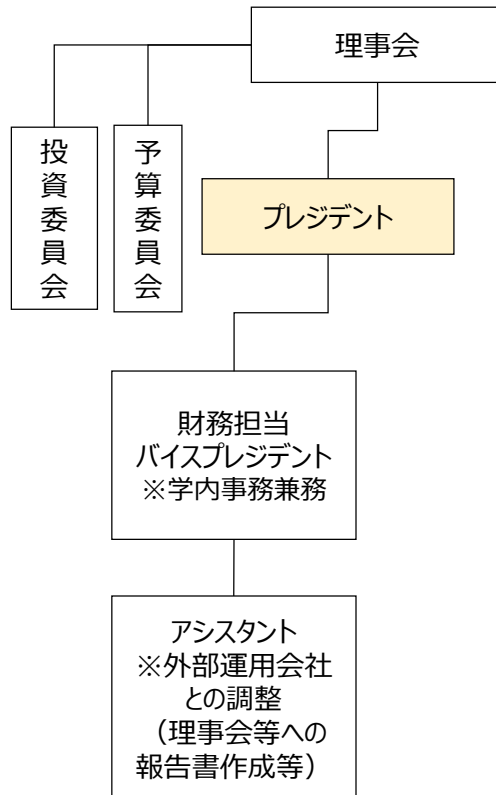 理事会
投資委員会
予算委員会
プレジデント
財務担当
バイスプレジデント
※学内事務兼務
アシスタント
※外部運用会社
との調整
（理事会等への
報告書作成等）